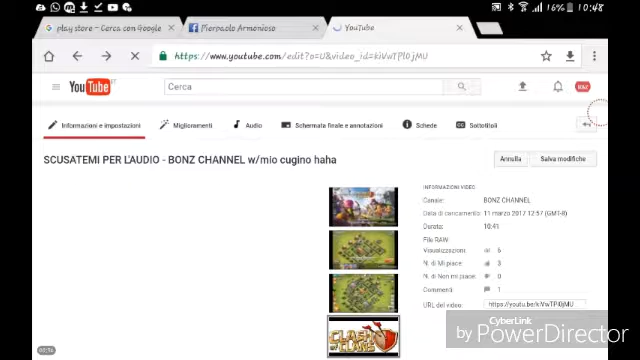 16% 10:48
play store - Cerca con Google
Pierpaolo Armonioso
YouTube
https://www.youtube.com/edit?o=U&video_id=kiVwTPl0jMU
YouTube IT
Cerca
Informazioni e impostazioni
Miglioramenti
Audio
Schermata finale e annotazioni
Schede
Sottotitoli
SCUSATEMI PER L'AUDIO - BONZ CHANNEL w/mio cugino haha
Annulla
Salva modifiche
INFORMAZIONI VIDEO
Canale: BONZ CHANNEL
Data di caricamento: 11 marzo 2017 12:57 (GMT-8)
Durata: 10:41
File RAW:
Visualizzazioni: 6
N. di Mi piace: 3
N. di Non mi piace: 0
Commenti: 1
URL del video: https://youtu.be/kiVwTPl0jMU
CLASH OF CLANS
CyberLink
by PowerDirector